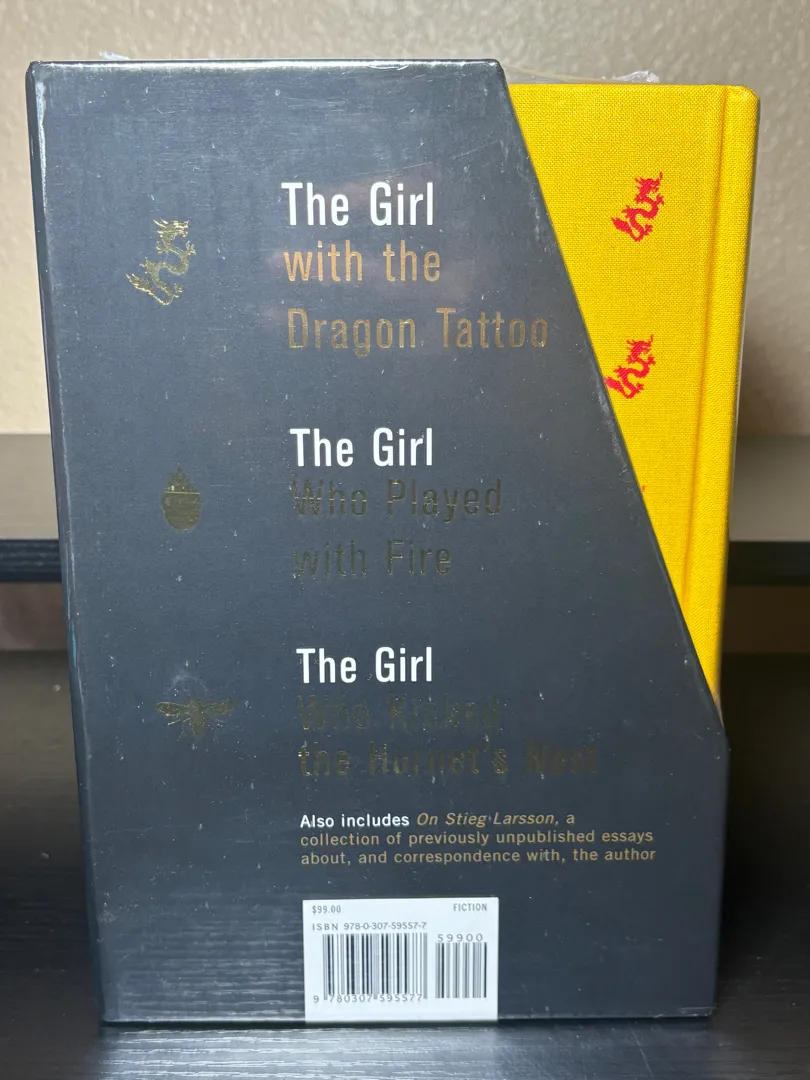 The Girl
with the
Dragon Tattoo
The Girl
Who Played
with Fire
The Girl
Who Kicked
the Hornet's Nest
Also includes On Stieg Larsson, a
collection of previously unpublished essays
about, and correspondence with, the author
$99.00 FICTION
ISBN 978-0-307-59557-7
59900
9 780307 595577